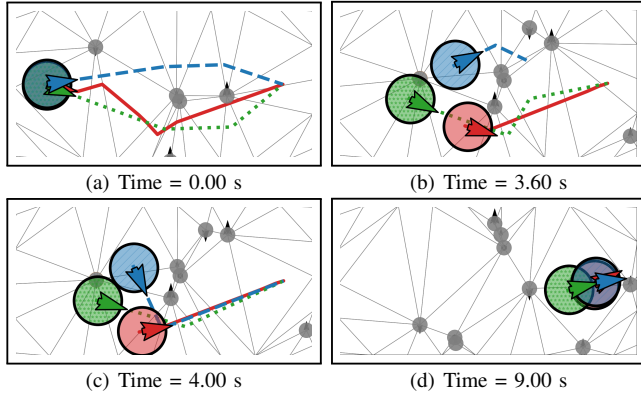 (a) Time = 0.00 s
(b) Time = 3.60 s
(c) Time = 4.00 s
(d) Time = 9.00 s